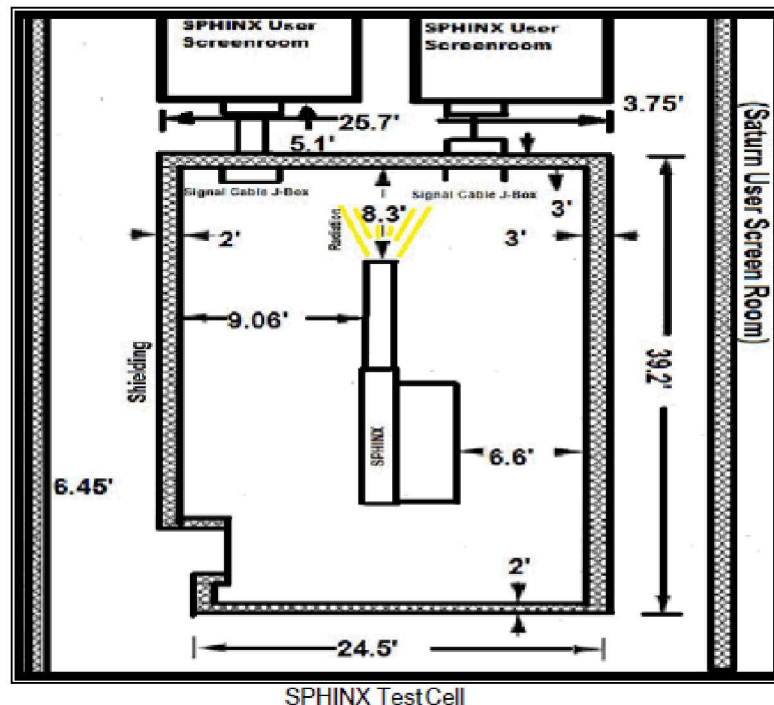 SPHINX User
Screenroom
SPHINX User
Screenroom
3.75'
25.7'
5.1'
(Saturn User Screen Room)
Signal Cable J-Box
Signal Cable J-Box
8.3'
3'
Radiation
2'
3'
9.06'
39.2'
Shielding
SPHINX
6.6'
6.45'
2'
24.5'
SPHINX Test Cell